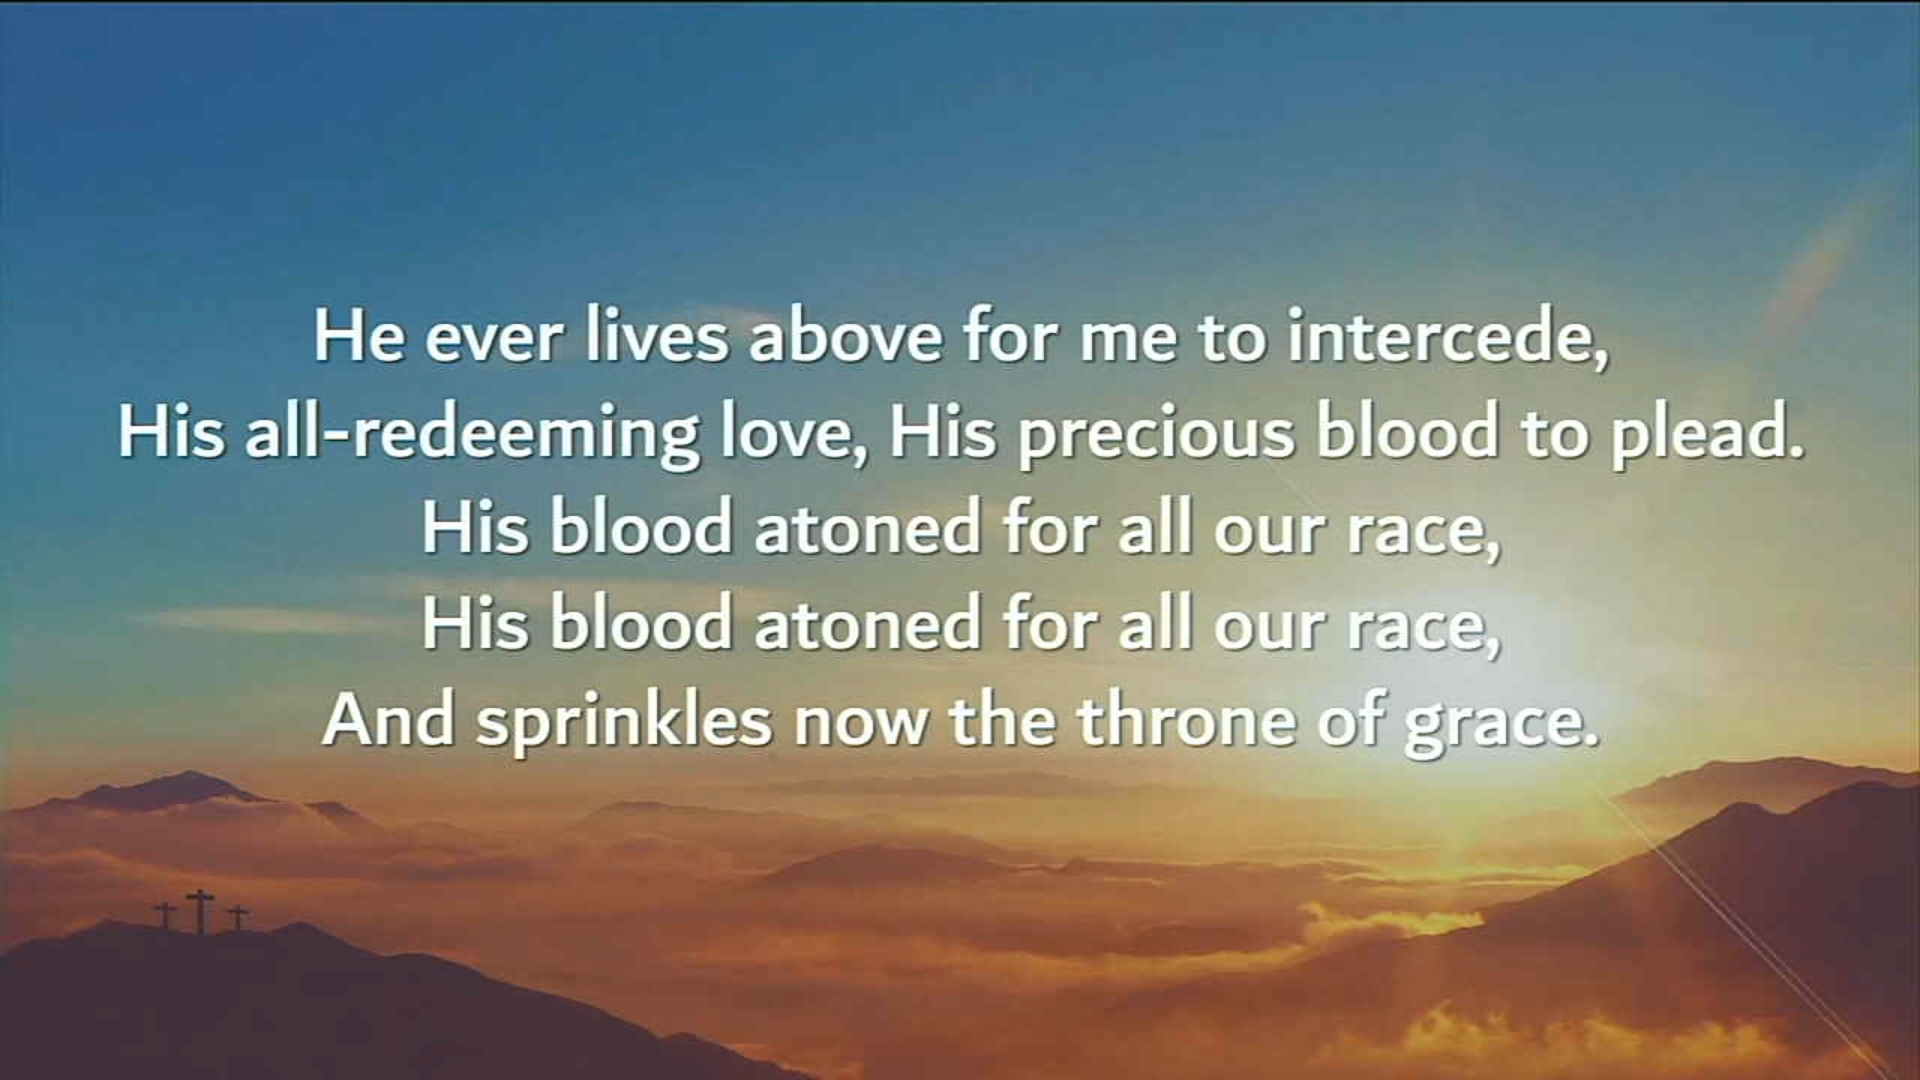 He ever lives above for me to intercede,
His all-redeeming love, His precious blood to plead.
His blood atoned for all our race,
His blood atoned for all our race,
And sprinkles now the throne of grace.